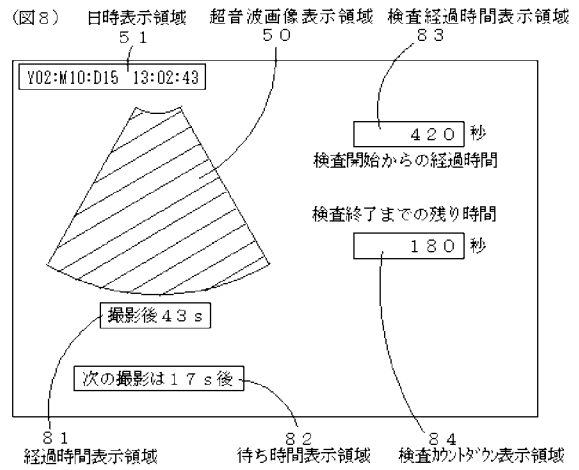 (図8) 日時表示領域 超音波画像表示領域 検査経過時間表示領域
51 50 83
Y02:M10:D15 13:02:43
420 秒
検査開始からの経過時間
検査終了までの残り時間
180 秒
撮影後43s
次の撮影は17s後
81 82 84
経過時間表示領域 待ち時間表示領域 検査カウントダウン表示領域